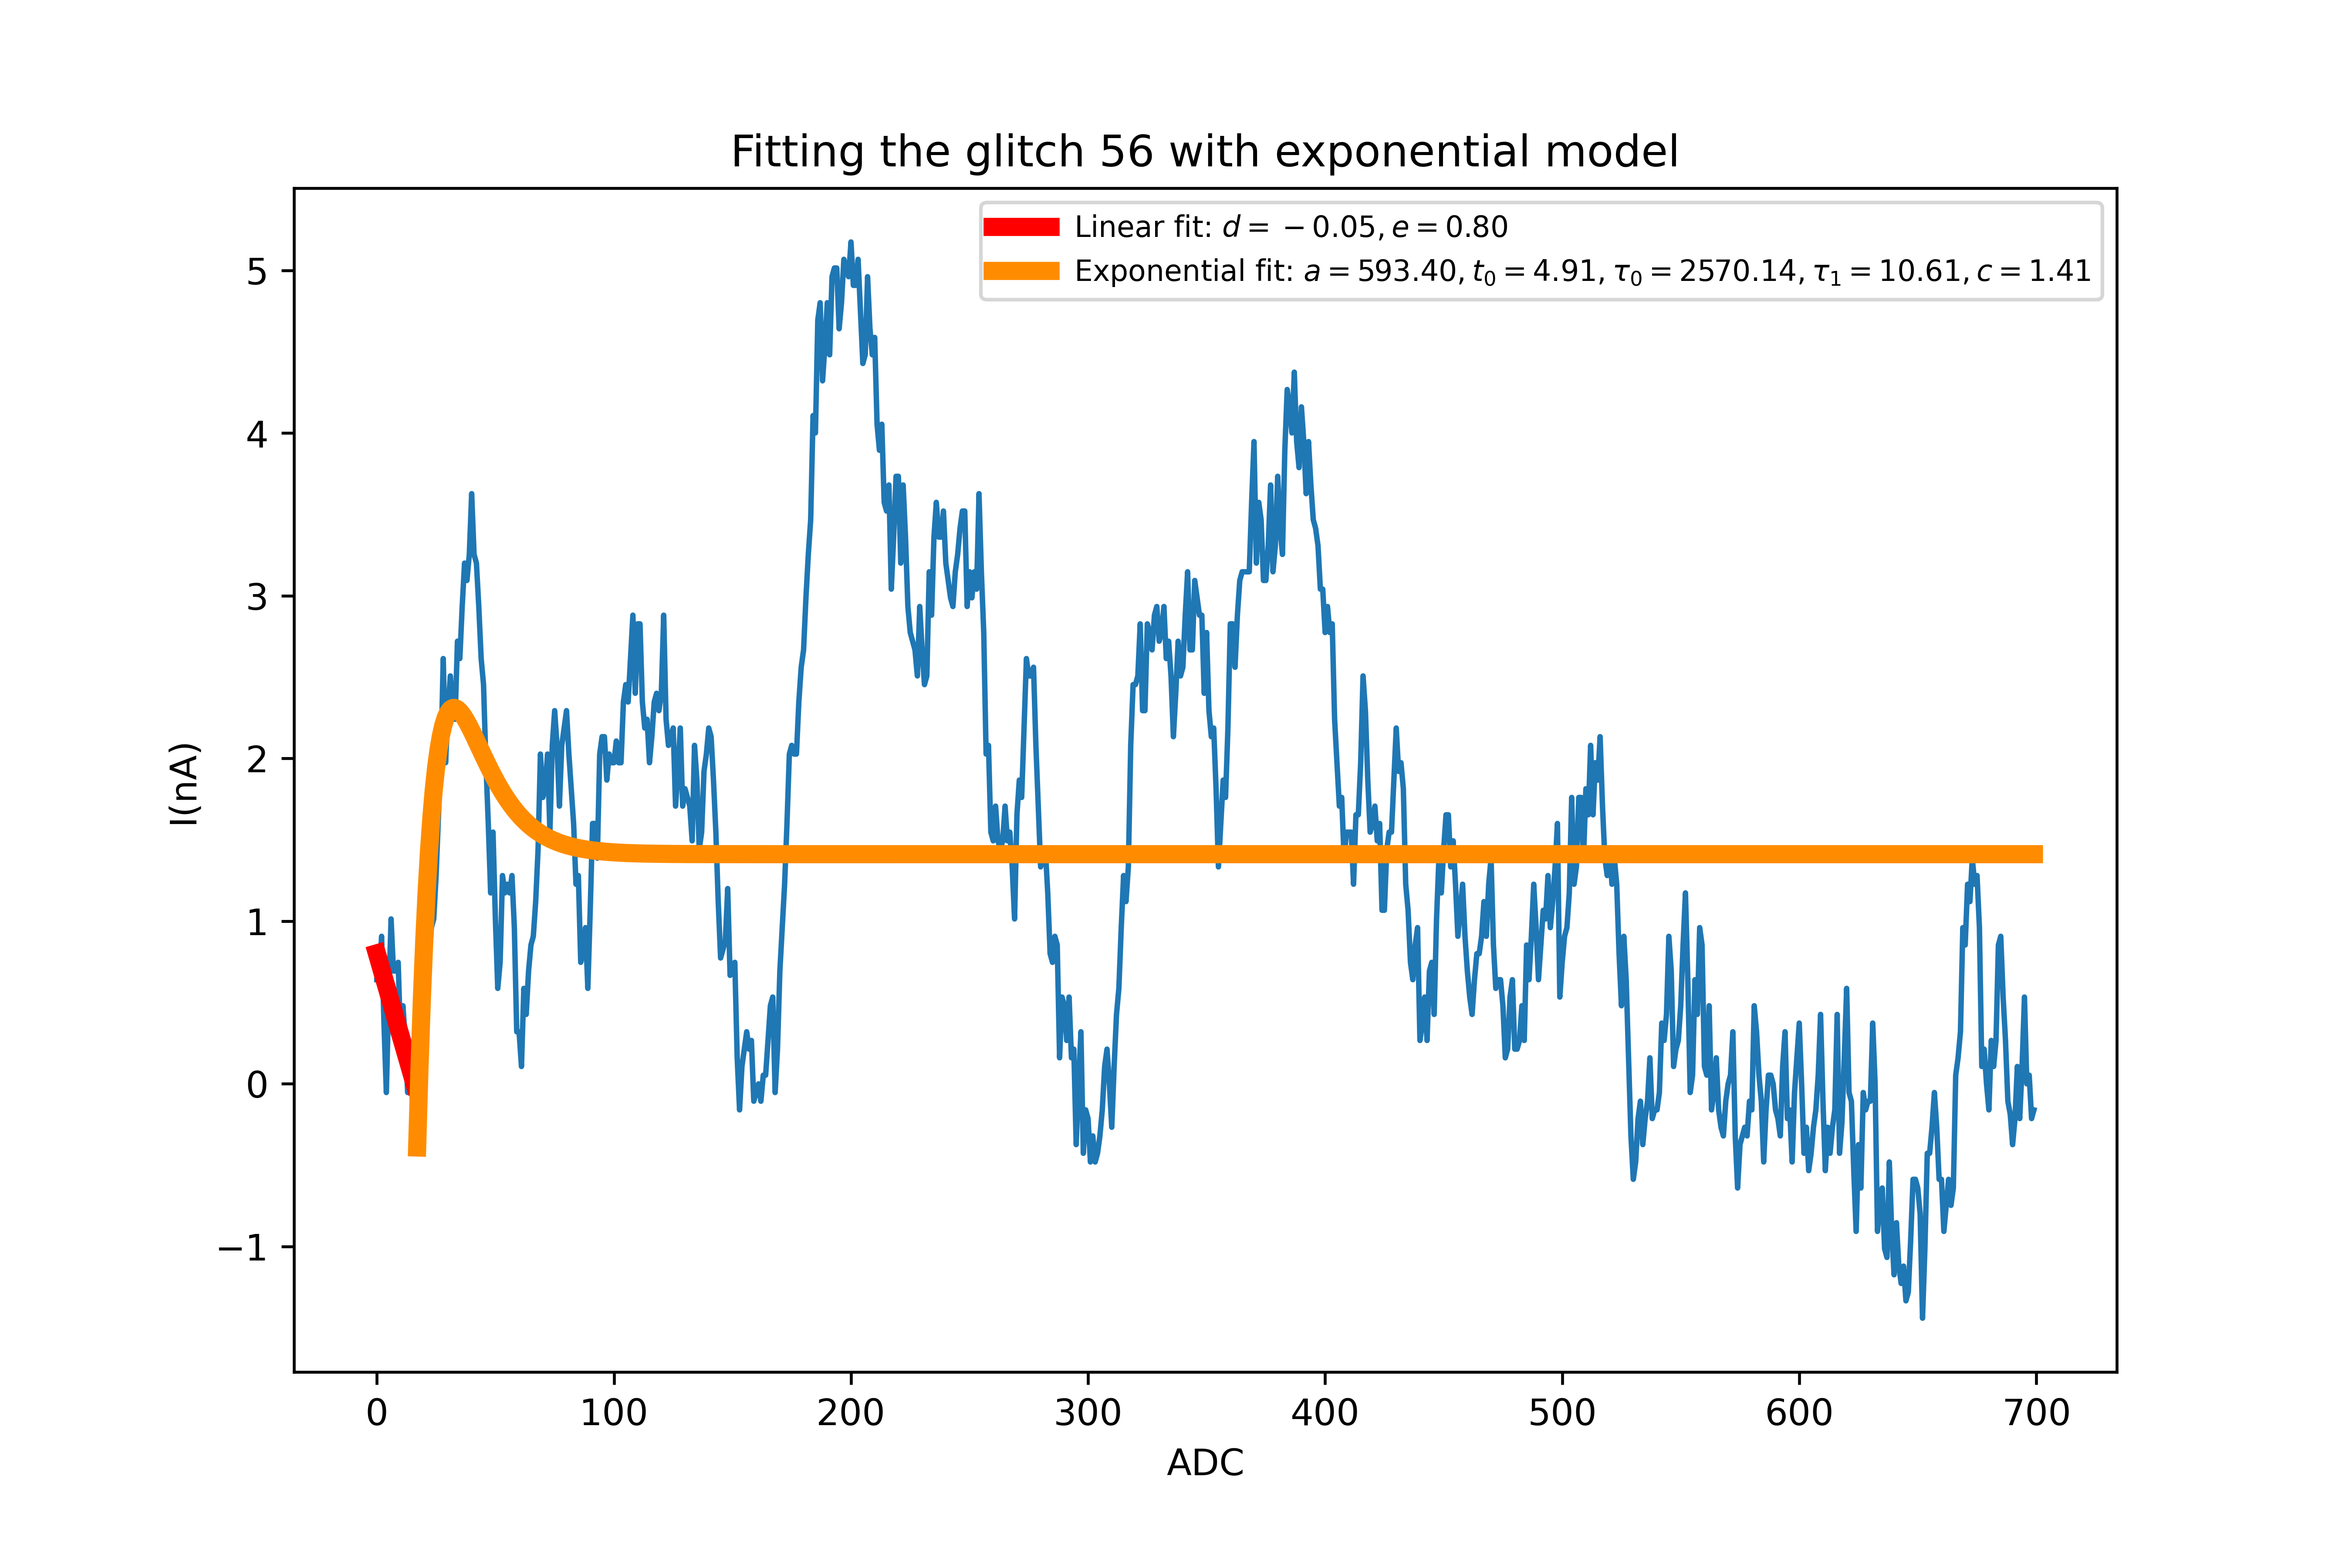 Fitting the glitch 56 with exponential model
Linear fit: d = −0.05, e = 0.80
Exponential fit: a = 593.40, t₀ = 4.91, τ₀ = 2570.14, τ₁ = 10.61, c = 1.41
5
4
3
2
1
0
−1
I(nA)
0 100 200 300 400 500 600 700
ADC